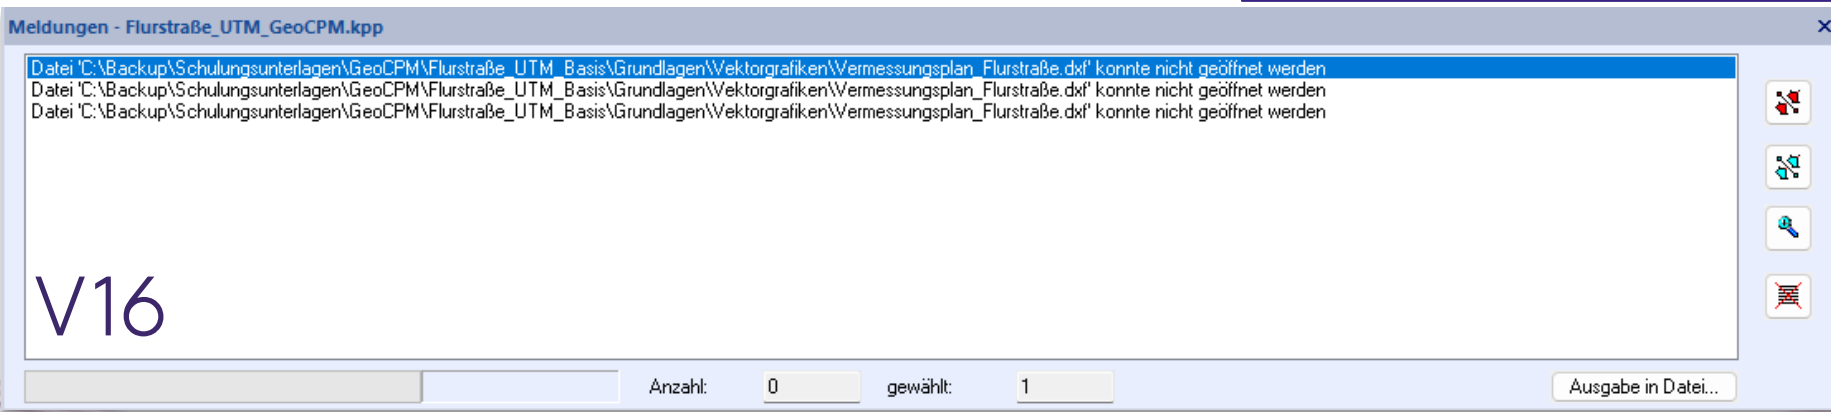 Meldungen - Flurstraße_UTM_GeoCPM.kpp
Datei 'C:\Backup\Schulungsunterlagen\GeoCPM\Flurstraße_UTM_Basis\Grundlagen\Vektorgrafiken\Vermessungsplan_Flurstraße.dxf' konnte nicht geöffnet werden
Datei 'C:\Backup\Schulungsunterlagen\GeoCPM\Flurstraße_UTM_Basis\Grundlagen\Vektorgrafiken\Vermessungsplan_Flurstraße.dxf' konnte nicht geöffnet werden
Datei 'C:\Backup\Schulungsunterlagen\GeoCPM\Flurstraße_UTM_Basis\Grundlagen\Vektorgrafiken\Vermessungsplan_Flurstraße.dxf' konnte nicht geöffnet werden
V16
Anzahl: 0 gewählt: 1 Ausgabe in Datei...